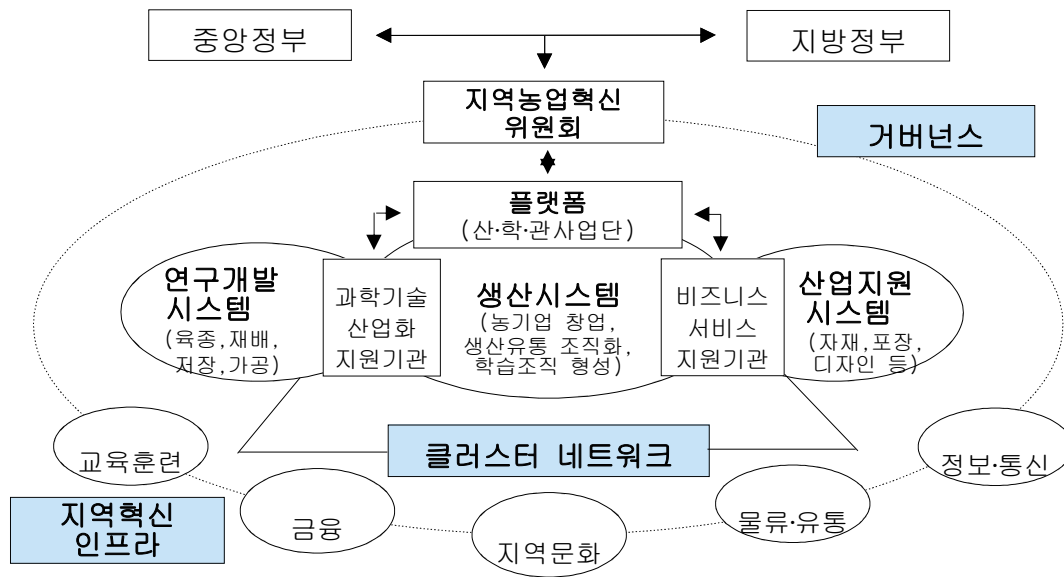 중앙정부
지방정부
지역농업혁신
위원회
거버넌스
플랫폼
(산·학·관사업단)
연구개발
시스템
(육종,재배,
저장,가공)
과학기술
산업화
지원기관
생산시스템
(농기업 창업,
생산유통 조직화,
학습조직 형성)
비즈니스
서비스
지원기관
산업지원
시스템
(자재,포장,
디자인 등)
클러스터 네트워크
교육훈련
정보·통신
지역혁신
인프라
금융
지역문화
물류·유통